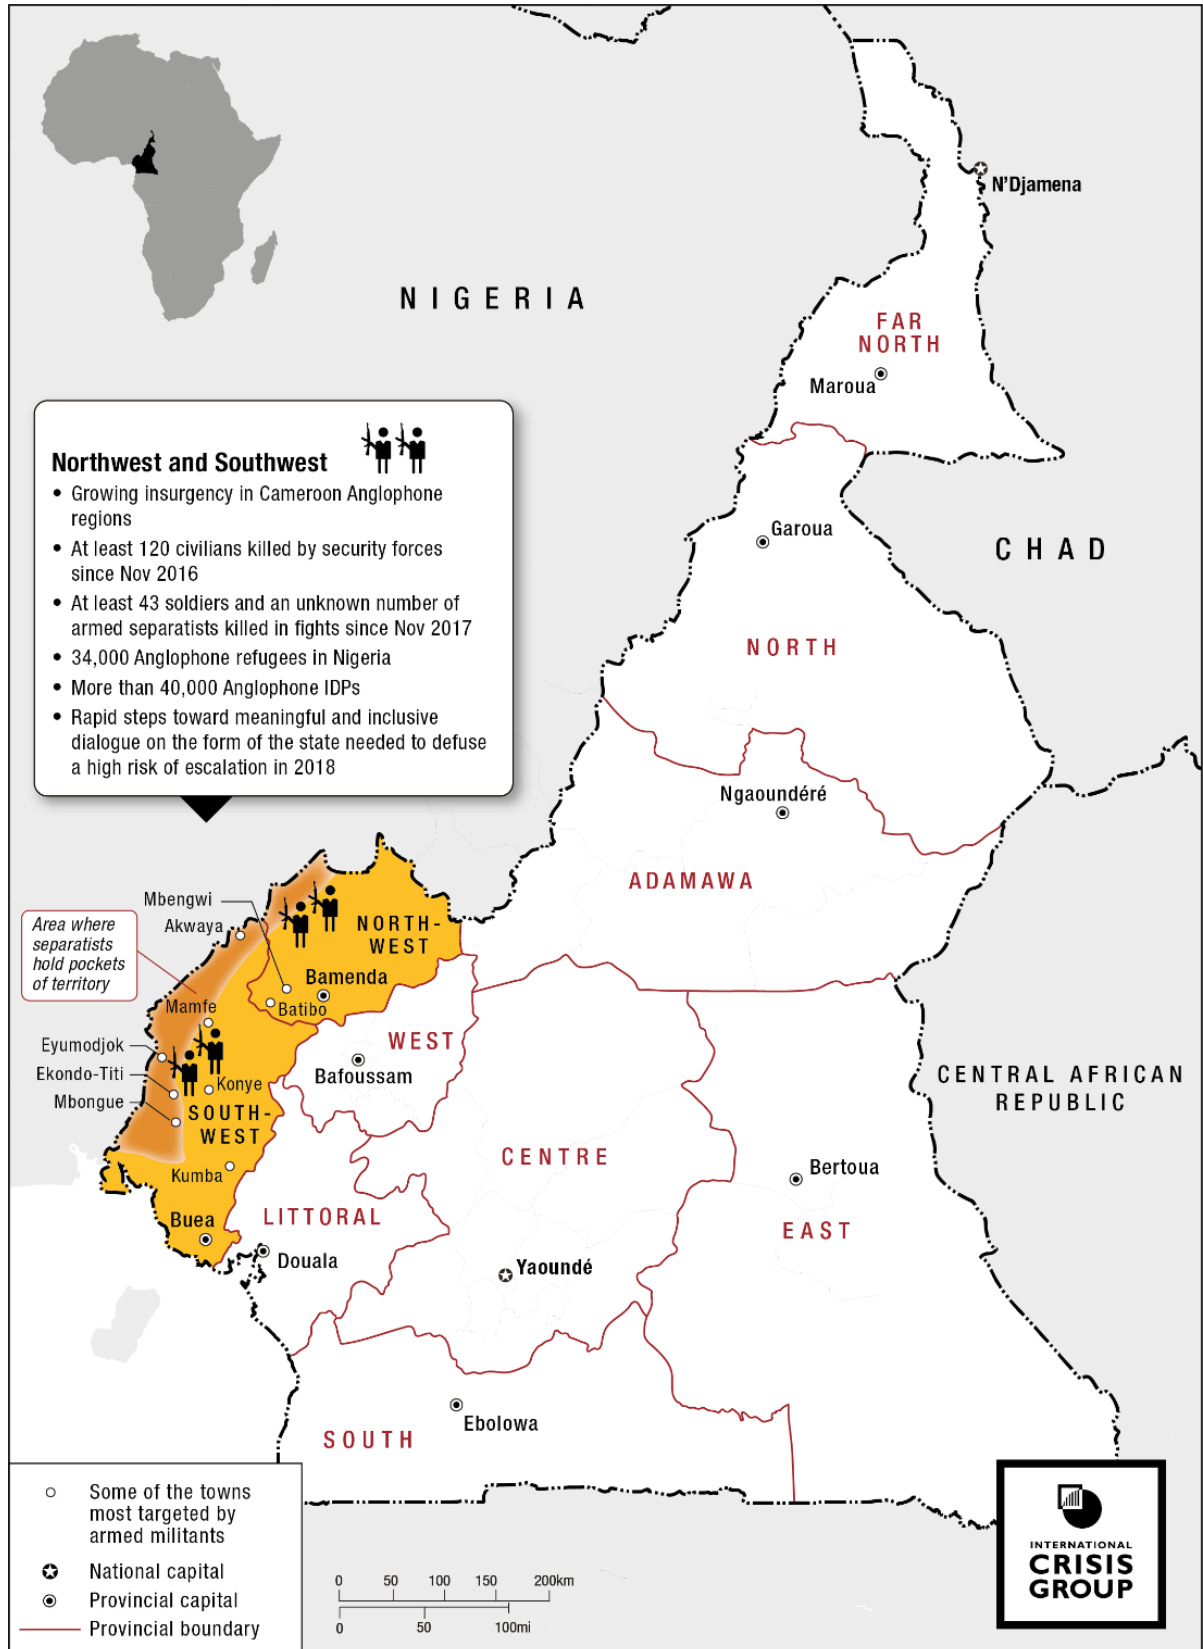 N'Djamena
NIGERIA
FAR
NORTH
Maroua
Northwest and Southwest
• Growing insurgency in Cameroon Anglophone
regions
• At least 120 civilians killed by security forces
since Nov 2016
• At least 43 soldiers and an unknown number of
armed separatists killed in fights since Nov 2017
• 34,000 Anglophone refugees in Nigeria
• More than 40,000 Anglophone IDPs
• Rapid steps toward meaningful and inclusive
dialogue on the form of the state needed to defuse
a high risk of escalation in 2018
Garoua
CHAD
NORTH
Ngaoundéré
ADAMAWA
Mbengwi
Akwaya
Area where
separatists
hold pockets
of territory
NORTH-
WEST
Bamenda
Batibo
Mamfe
Eyumodjok
Ekondo-Titi
Mbongue
Konye
SOUTH-
WEST
Kumba
Buea
WEST
Bafoussam
CENTRAL AFRICAN
REPUBLIC
CENTRE
Bertoua
LITTORAL
EAST
Douala
Yaoundé
Ebolowa
SOUTH
Some of the towns
most targeted by
armed militants
National capital
Provincial capital
Provincial boundary
0 50 100 150 200km
0 50 100mi
INTERNATIONAL
CRISIS
GROUP